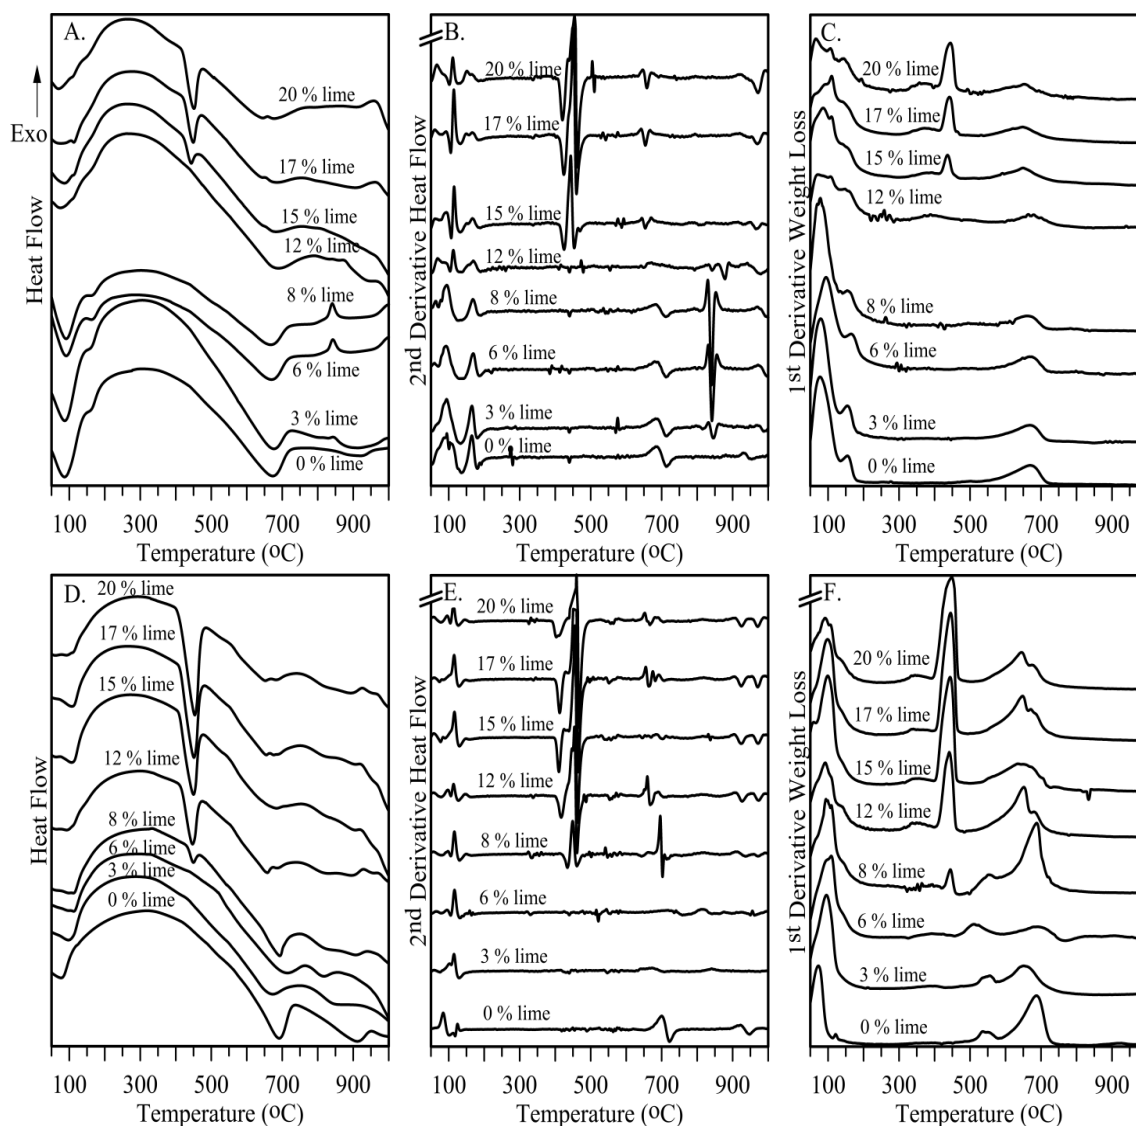 A.
20 % lime
17 % lime
15 % lime
12 % lime
8 % lime
6 % lime
3 % lime
0 % lime
Exo
Heat Flow
100 300 500 700 900
Temperature (oC)
B.
20 % lime
17 % lime
15 % lime
12 % lime
8 % lime
6 % lime
3 % lime
0 % lime
2nd Derivative Heat Flow
100 300 500 700 900
Temperature (oC)
C.
20 % lime
17 % lime
15 % lime
12 % lime
8 % lime
6 % lime
3 % lime
0 % lime
1st Derivative Weight Loss
100 300 500 700 900
Temperature (oC)
D.
20 % lime
17 % lime
15 % lime
12 % lime
8 % lime
6 % lime
3 % lime
0 % lime
Heat Flow
100 300 500 700 900
Temperature (oC)
E.
20 % lime
17 % lime
15 % lime
12 % lime
8 % lime
6 % lime
3 % lime
0 % lime
2nd Derivative Heat Flow
100 300 500 700 900
Temperature (oC)
F.
20 % lime
17 % lime
15 % lime
12 % lime
8 % lime
6 % lime
3 % lime
0 % lime
1st Derivative Weight Loss
100 300 500 700 900
Temperature (oC)